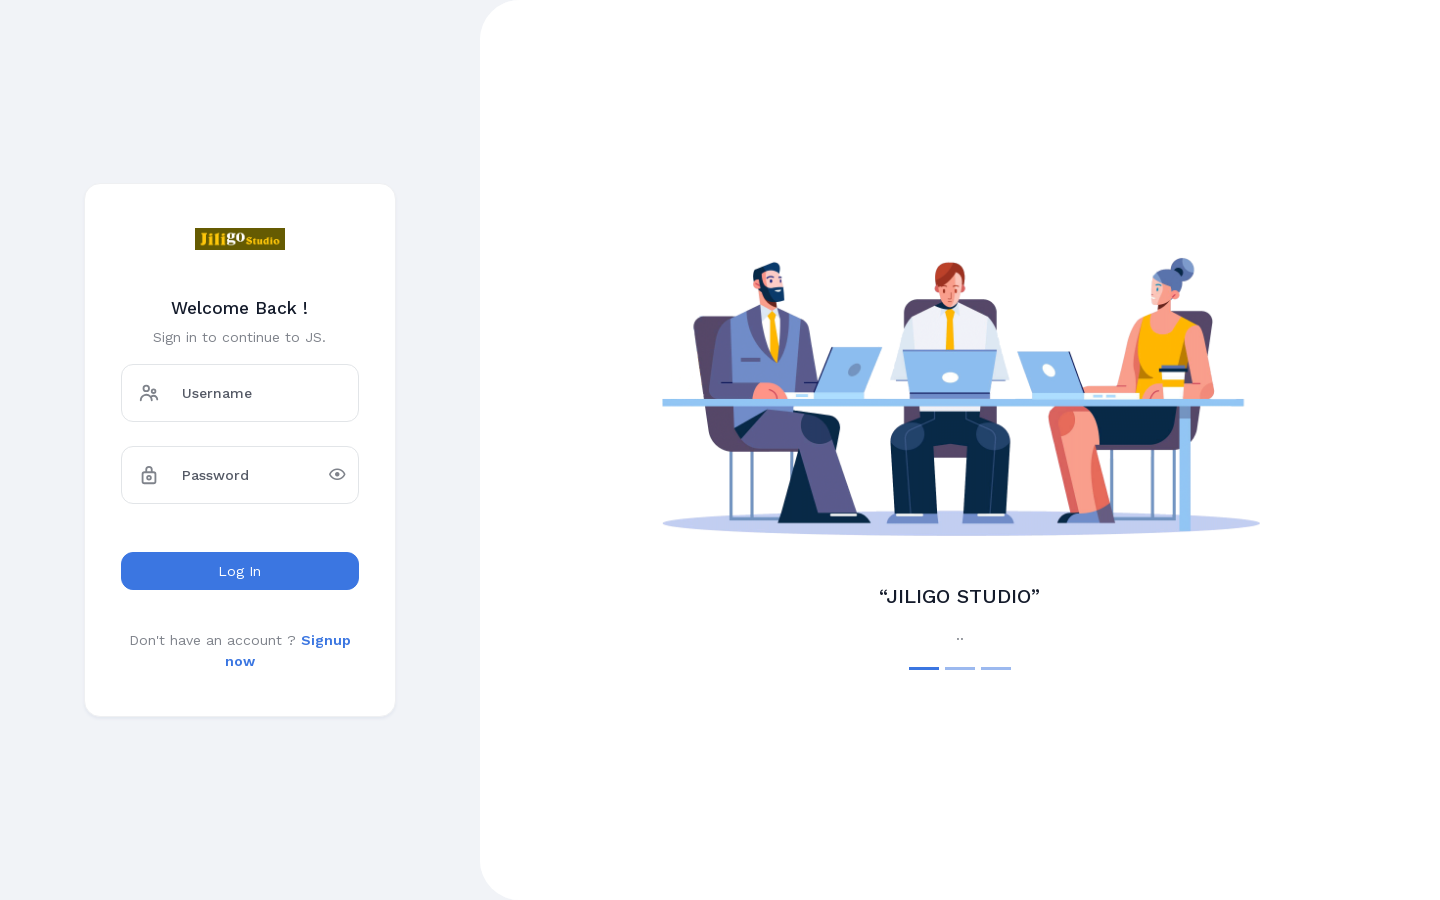 Jiligo Studio
Welcome Back !
Sign in to continue to JS.
Username
Password
Log In
Don't have an account ? Signup
now
“JILIGO STUDIO”
..